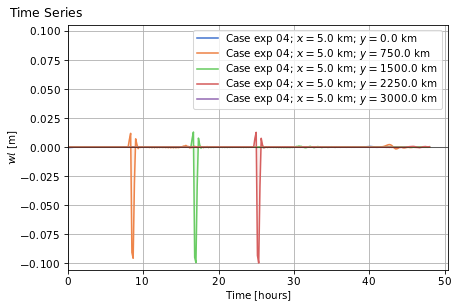 Time Series
Case exp 04; x = 5.0 km; y = 0.0 km
Case exp 04; x = 5.0 km; y = 750.0 km
Case exp 04; x = 5.0 km; y = 1500.0 km
Case exp 04; x = 5.0 km; y = 2250.0 km
Case exp 04; x = 5.0 km; y = 3000.0 km
wl [m]
0.100
0.075
0.050
0.025
0.000
−0.025
−0.050
−0.075
−0.100
0 10 20 30 40 50
Time [hours]